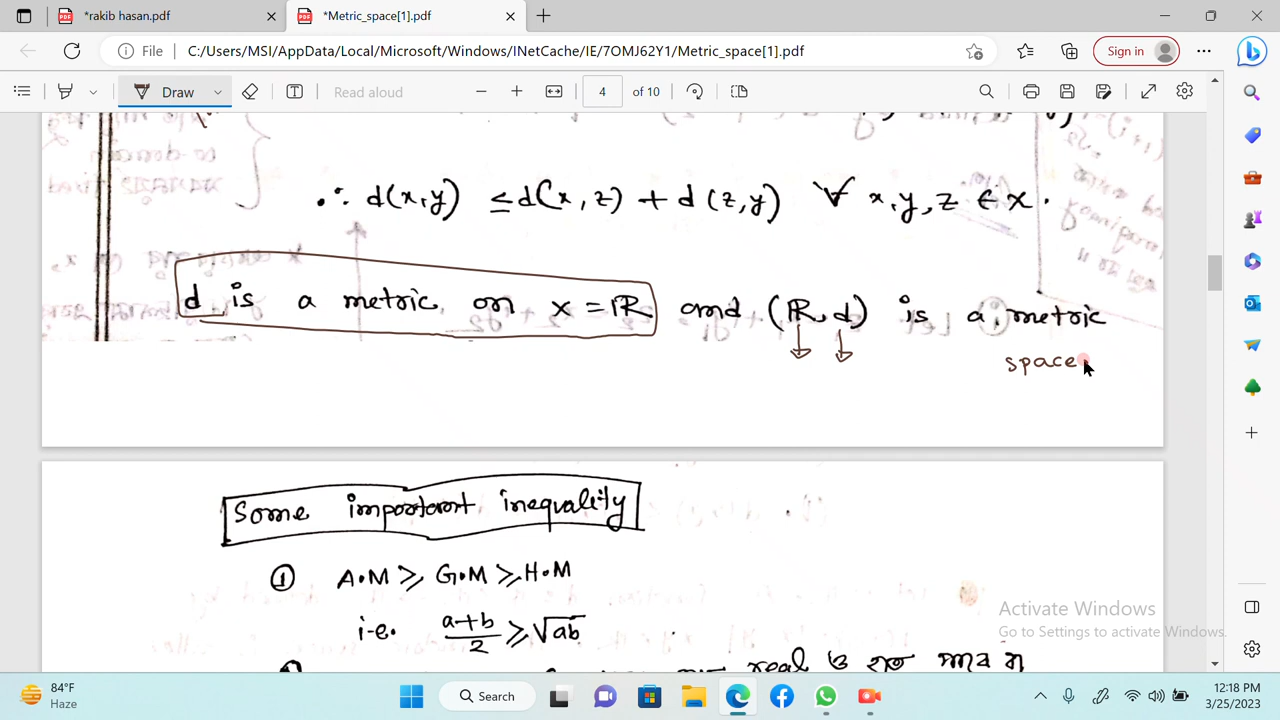 *rakib hasan.pdf
*Metric_space[1].pdf
File C:/Users/MSI/AppData/Local/Microsoft/Windows/INetCache/IE/7OMJ62Y1/Metric_space[1].pdf
Sign in
Draw
Read aloud
4 of 10
∴ d(x,y) ≤ d(x,z) + d(z,y) ∀ x,y,z ∈ X.
d is a metric on X = ℝ and (ℝ, d) is a metric
space
Some important inequality
① A.M ≥ G.M ≥ H.M
i.e. a+b/2 ≥ √ab
real
Activate Windows
Go to Settings to activate Windows.
84°F
Haze
Search
12:18 PM
3/25/2023